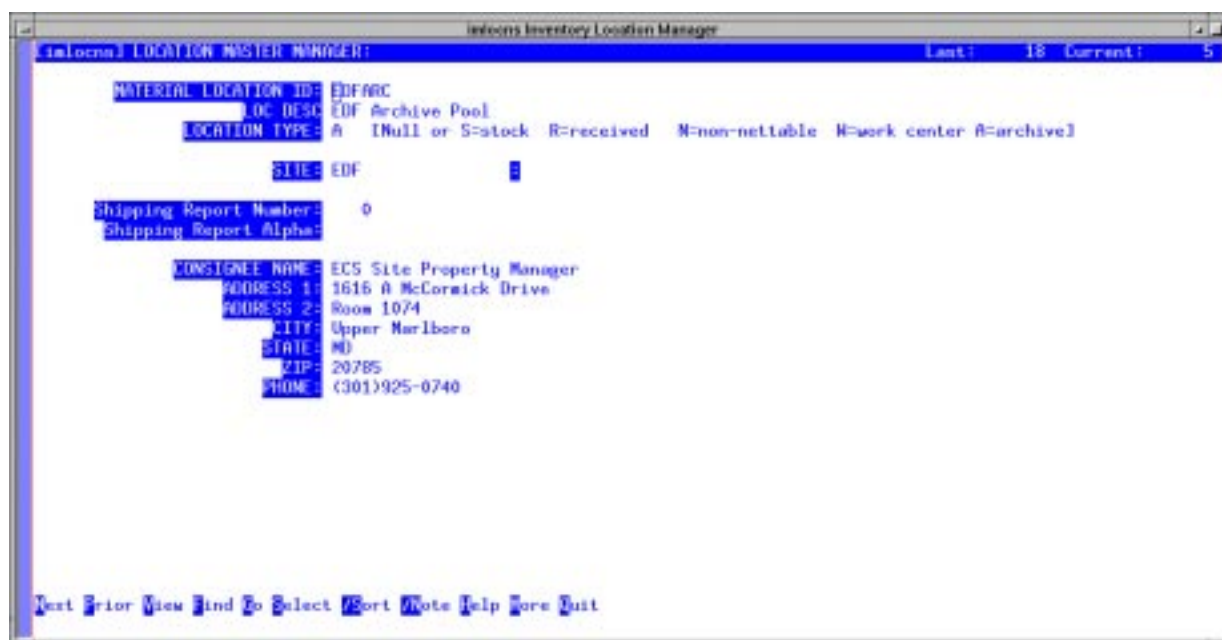 imlocns Inventory Location Manager
[imlocns] LOCATION MASTER MANAGER: Last: 18 Current: 5
MATERIAL LOCATION ID: EDFARC
LOC DESC EDF Archive Pool
LOCATION TYPE: A [Null or S=stock R=received N=non-nettable W=work center A=archive]
SITE: EDF :
Shipping Report Number: 0
Shipping Report Alpha:
CONSIGNEE NAME: ECS Site Property Manager
ADDRESS 1: 1616 A McCormick Drive
ADDRESS 2: Room 1074
CITY: Upper Marlboro
STATE: MD
ZIP: 20785
PHONE: (301)925-0740
Next Prior View Find Go Select /Sort /Note Help More Quit